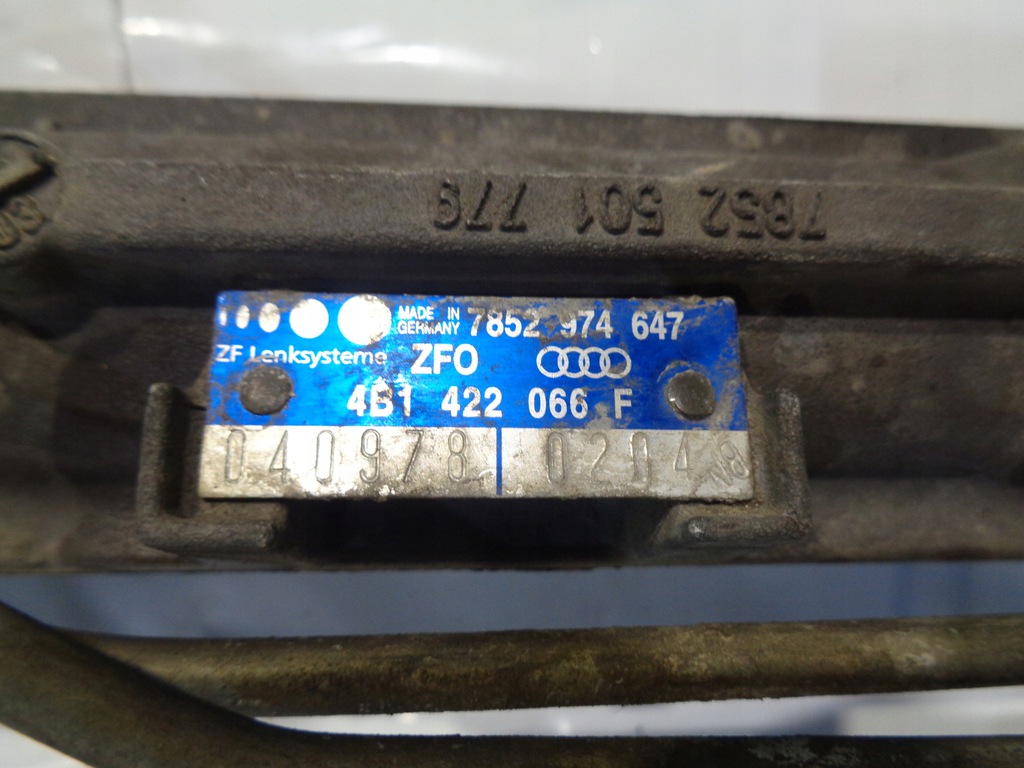 7852 501 779
MADE IN GERMANY 7852 974 647
ZF Lenksysteme ZFO
4B1 422 066 F
040978 0204